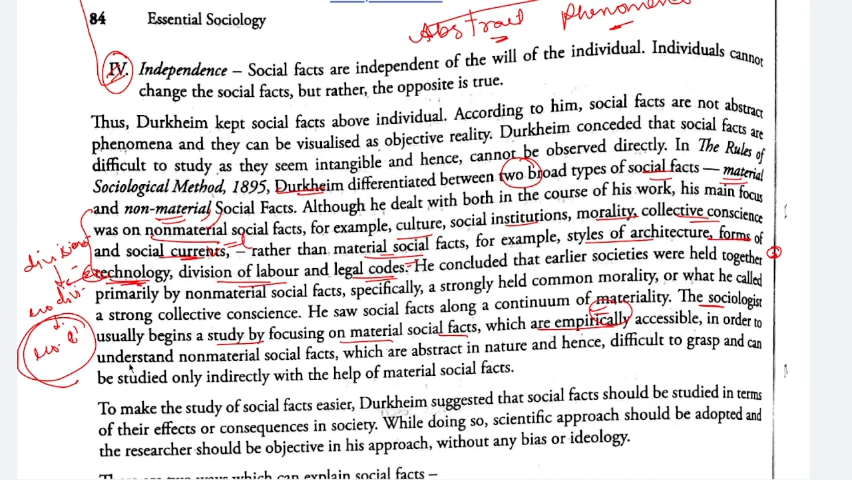 84 Essential Sociology
Abstract phenomena
IV. Independence – Social facts are independent of the will of the individual. Individuals cannot
change the social facts, but rather, the opposite is true.
Thus, Durkheim kept social facts above individual. According to him, social facts are not abstract
phenomena and they can be visualised as objective reality. Durkheim conceded that social facts are
difficult to study as they seem intangible and hence, cannot be observed directly. In The Rules of
Sociological Method, 1895, Durkheim differentiated between two broad types of social facts — material
and non-material Social Facts. Although he dealt with both in the course of his work, his main focus
was on nonmaterial social facts, for example, culture, social institutions, morality, collective conscience
and social currents, – rather than material social facts, for example, styles of architecture, forms of
technology, division of labour and legal codes. He concluded that earlier societies were held together
primarily by nonmaterial social facts, specifically, a strongly held common morality, or what he called
a strong collective conscience. He saw social facts along a continuum of materiality. The sociologist
usually begins a study by focusing on material social facts, which are empirically accessible, in order to
understand nonmaterial social facts, which are abstract in nature and hence, difficult to grasp and can
be studied only indirectly with the help of material social facts.
division
To make the study of social facts easier, Durkheim suggested that social facts should be studied in terms
of their effects or consequences in society. While doing so, scientific approach should be adopted and
the researcher should be objective in his approach, without any bias or ideology.
There are two ways which can explain social facts –